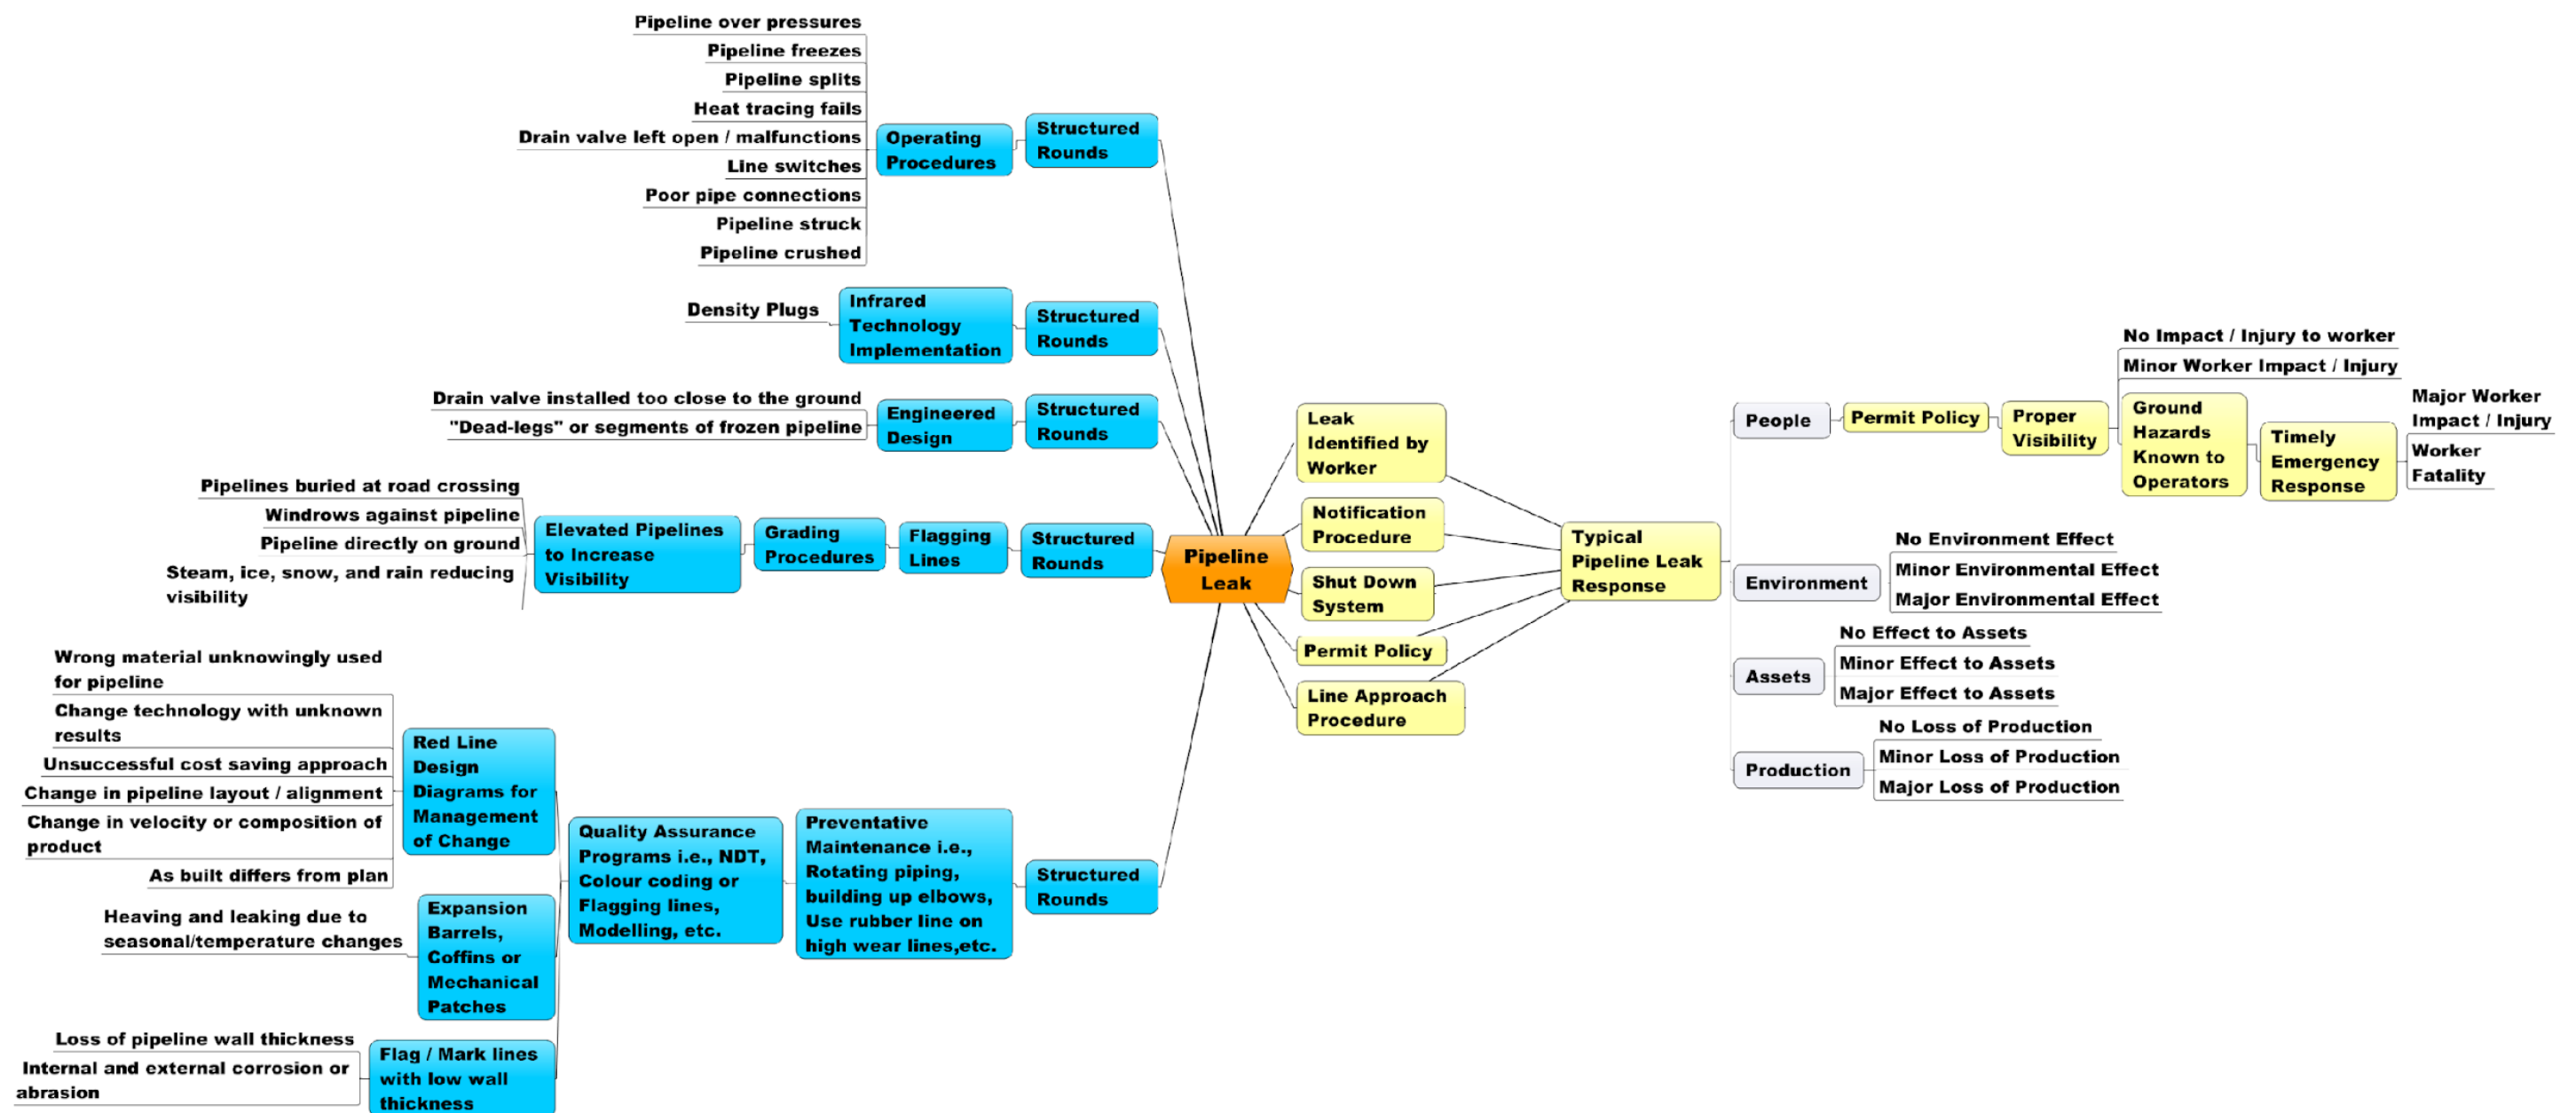 Pipeline over pressures
Pipeline freezes
Pipeline splits
Heat tracing fails
Drain valve left open / malfunctions
Line switches
Poor pipe connections
Pipeline struck
Pipeline crushed
Operating
Procedures
Structured
Rounds
Density Plugs
Infrared
Technology
Implementation
Structured
Rounds
Drain valve installed too close to the ground
"Dead-legs" or segments of frozen pipeline
Engineered
Design
Structured
Rounds
Pipelines buried at road crossing
Windrows against pipeline
Pipeline directly on ground
Steam, ice, snow, and rain reducing
visibility
Elevated Pipelines
to Increase
Visibility
Grading
Procedures
Flagging
Lines
Structured
Rounds
Wrong material unknowingly used
for pipeline
Change technology with unknown
results
Unsuccessful cost saving approach
Change in pipeline layout / alignment
Change in velocity or composition of
product
As built differs from plan
Red Line
Design
Diagrams for
Management
of Change
Heaving and leaking due to
seasonal/temperature changes
Expansion
Barrels,
Coffins or
Mechanical
Patches
Loss of pipeline wall thickness
Internal and external corrosion or
abrasion
Flag / Mark lines
with low wall
thickness
Quality Assurance
Programs i.e., NDT,
Colour coding or
Flagging lines,
Modelling, etc.
Preventative
Maintenance i.e.,
Rotating piping,
building up elbows,
Use rubber line on
high wear lines,etc.
Structured
Rounds
Pipeline
Leak
Leak
Identified by
Worker
Notification
Procedure
Shut Down
System
Permit Policy
Line Approach
Procedure
Typical
Pipeline Leak
Response
People
Permit Policy
Proper
Visibility
No Impact / Injury to worker
Minor Worker Impact / Injury
Ground
Hazards
Known to
Operators
Timely
Emergency
Response
Major Worker
Impact / Injury
Worker
Fatality
Environment
No Environment Effect
Minor Environmental Effect
Major Environmental Effect
Assets
No Effect to Assets
Minor Effect to Assets
Major Effect to Assets
Production
No Loss of Production
Minor Loss of Production
Major Loss of Production